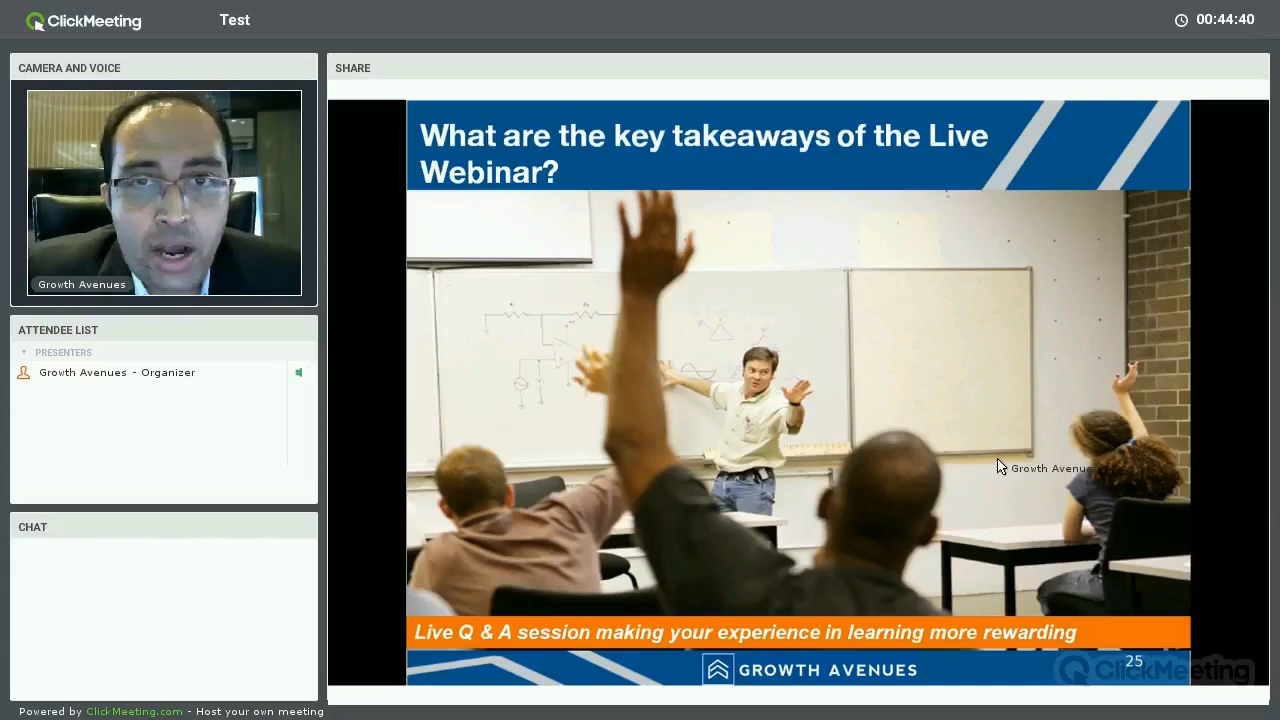 ClickMeeting
Test
00:44:40
CAMERA AND VOICE
SHARE
Growth Avenues
ATTENDEE LIST
PRESENTERS
Growth Avenues - Organizer
CHAT
What are the key takeaways of the Live
Webinar?
Growth Avenue
Live Q & A session making your experience in learning more rewarding
GROWTH AVENUES
25
ClickMeeting
Powered by ClickMeeting.com - Host your own meeting